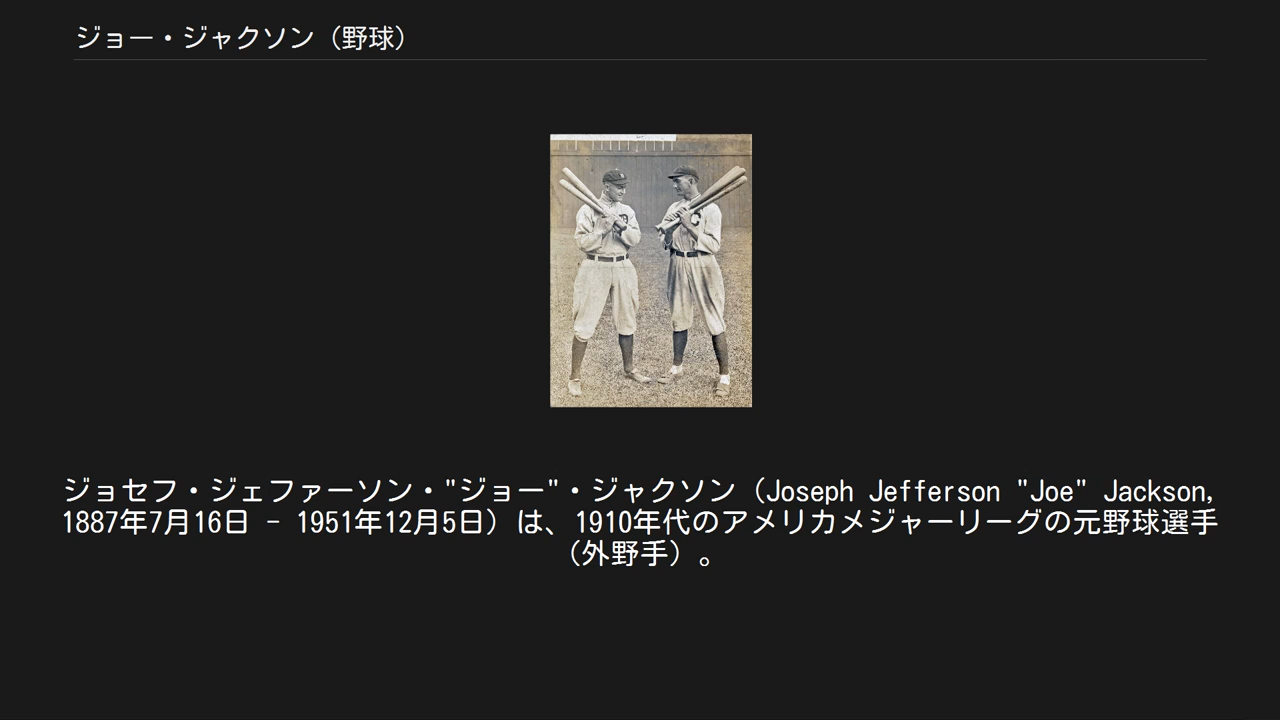 ジョー・ジャクソン（野球）
ジョセフ・ジェファーソン・"ジョー"・ジャクソン（Joseph Jefferson "Joe" Jackson,
1887年7月16日 - 1951年12月5日）は、1910年代のアメリカメジャーリーグの元野球選手
（外野手）。